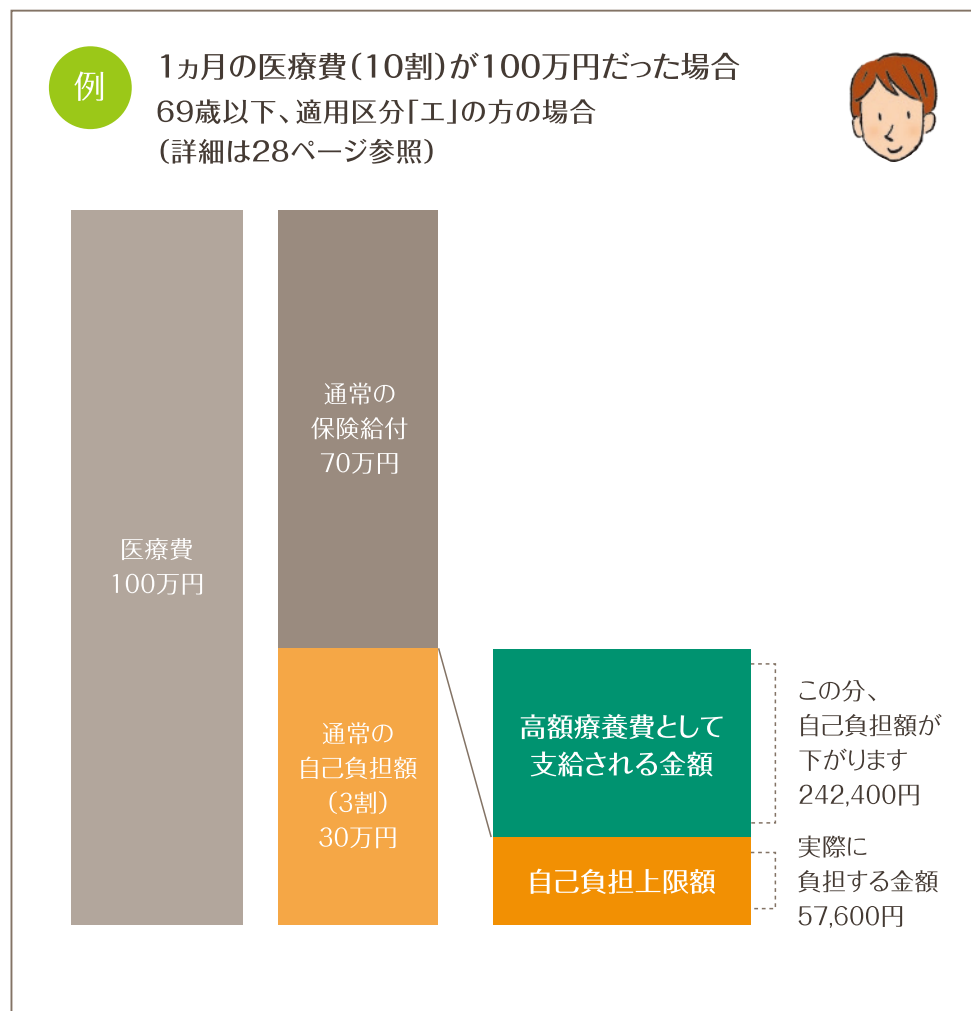 例
1ヵ月の医療費(10割)が100万円だった場合
69歳以下、適用区分「エ」の方の場合
(詳細は28ページ参照)
医療費
100万円
通常の
保険給付
70万円
通常の
自己負担額
(3割)
30万円
高額療養費として
支給される金額
自己負担上限額
この分、
自己負担額が
下がります
242,400円
実際に
負担する金額
57,600円